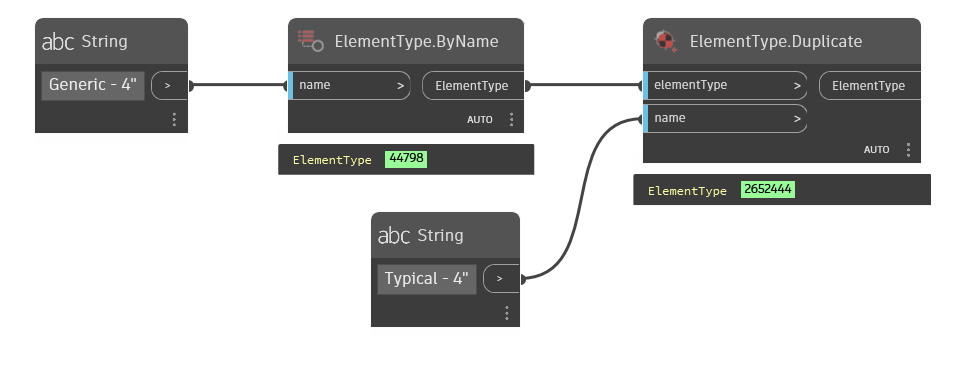 abc String
Generic - 4" >
ElementType.ByName
name > ElementType
AUTO
ElementType 44798
ElementType.Duplicate
elementType > ElementType
name >
AUTO
ElementType 2652444
abc String
Typical - 4" >